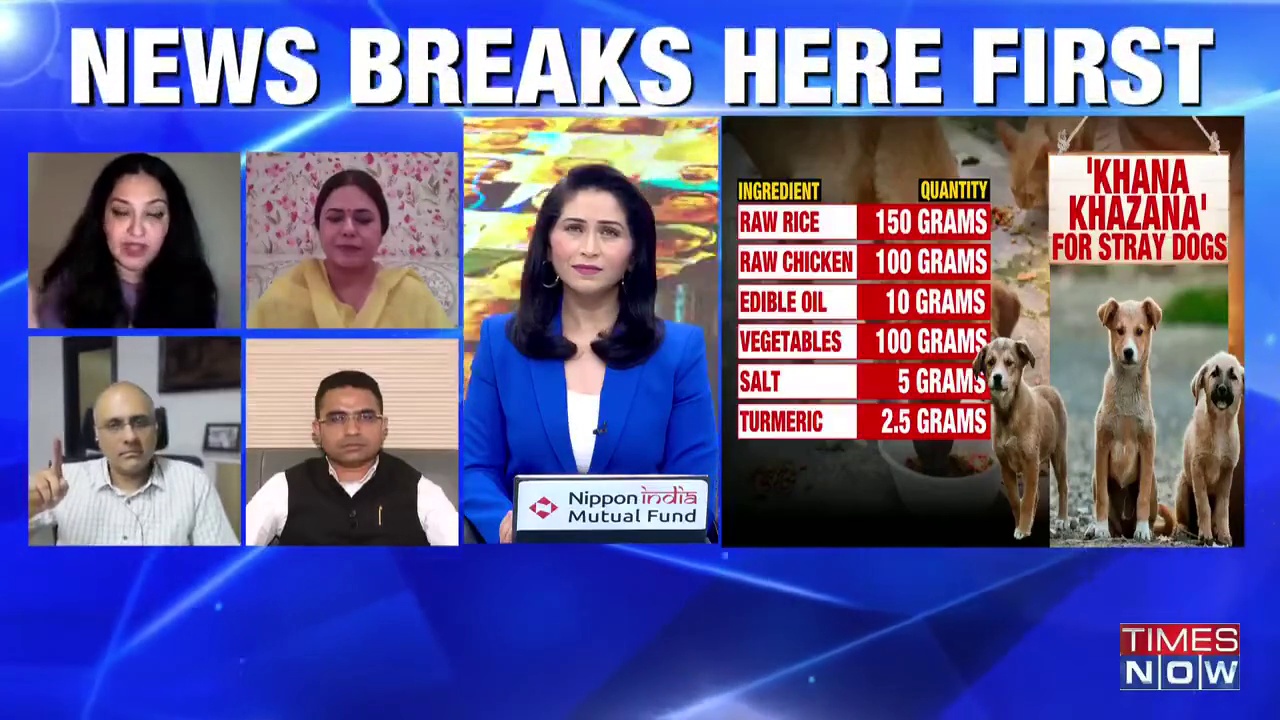 NEWS BREAKS HERE FIRST
INGREDIENT QUANTITY
RAW RICE 150 GRAMS
RAW CHICKEN 100 GRAMS
EDIBLE OIL 10 GRAMS
VEGETABLES 100 GRAMS
SALT 5 GRAMS
TURMERIC 2.5 GRAMS
'KHANA
KHAZANA'
FOR STRAY DOGS
Nippon india
Mutual Fund
TIMES
NOW